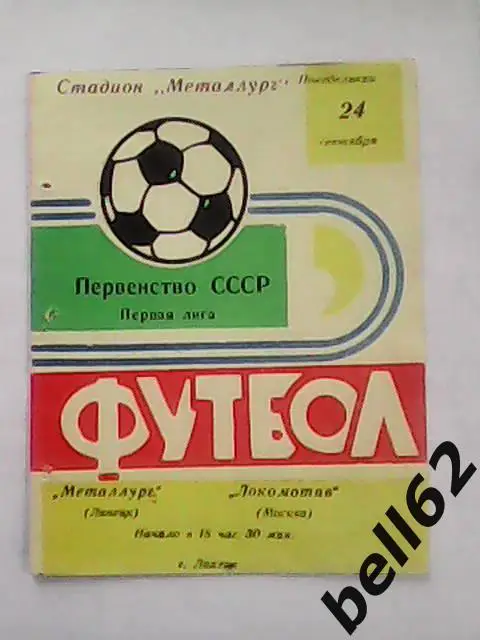 Стадион „Металлург" Понедельник
24
сентября
Первенство СССР
Первая лига
ФУТБОЛ
„Металлург" „Локомотив"
(Липецк) (Москва)
Начало в 18 час. 30 мин.
г. Липецк
bell62